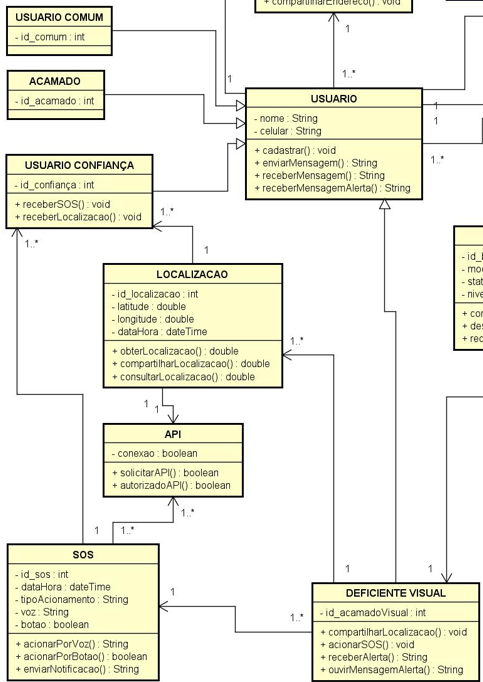 + compartilharEndereco() : void
1
1..*
1
USUARIO COMUM
- id_comum : int
ACAMADO
- id_acamado : int
USUARIO
- nome : String
- celular : String
+ cadastrar() : void
+ enviarMensagem() : String
+ receberMensagem() : String
+ receberMensagemAlerta() : String
1
1
1..*
USUARIO CONFIANÇA
- id_confiança : int
+ receberSOS() : void
+ receberLocalizacao() : void
1..*
1..*
1
LOCALIZACAO
- id_localizacao : int
- latitude : double
- longitude : double
- dataHora : dateTime
+ obterLocalizacao() : double
+ compartilharLocalizacao() : double
+ consultarLocalizacao() : double
1..*
1
1
API
- conexao : boolean
+ solicitarAPI() : boolean
+ autorizadoAPI() : boolean
1..*
1
1..*
SOS
- id_sos : int
- dataHora : dateTime
- tipoAcionamento : String
- voz : String
- botao : boolean
+ acionarPorVoz() : String
+ acionarPorBotao() : boolean
+ enviarNotificacao() : String
1
1..*
1
1
DEFICIENTE VISUAL
- id_acamadoVisual : int
+ compartilharLocalizacao() : void
+ acionarSOS() : void
+ receberAlerta() : String
+ ouvirMensagemAlerta() : String